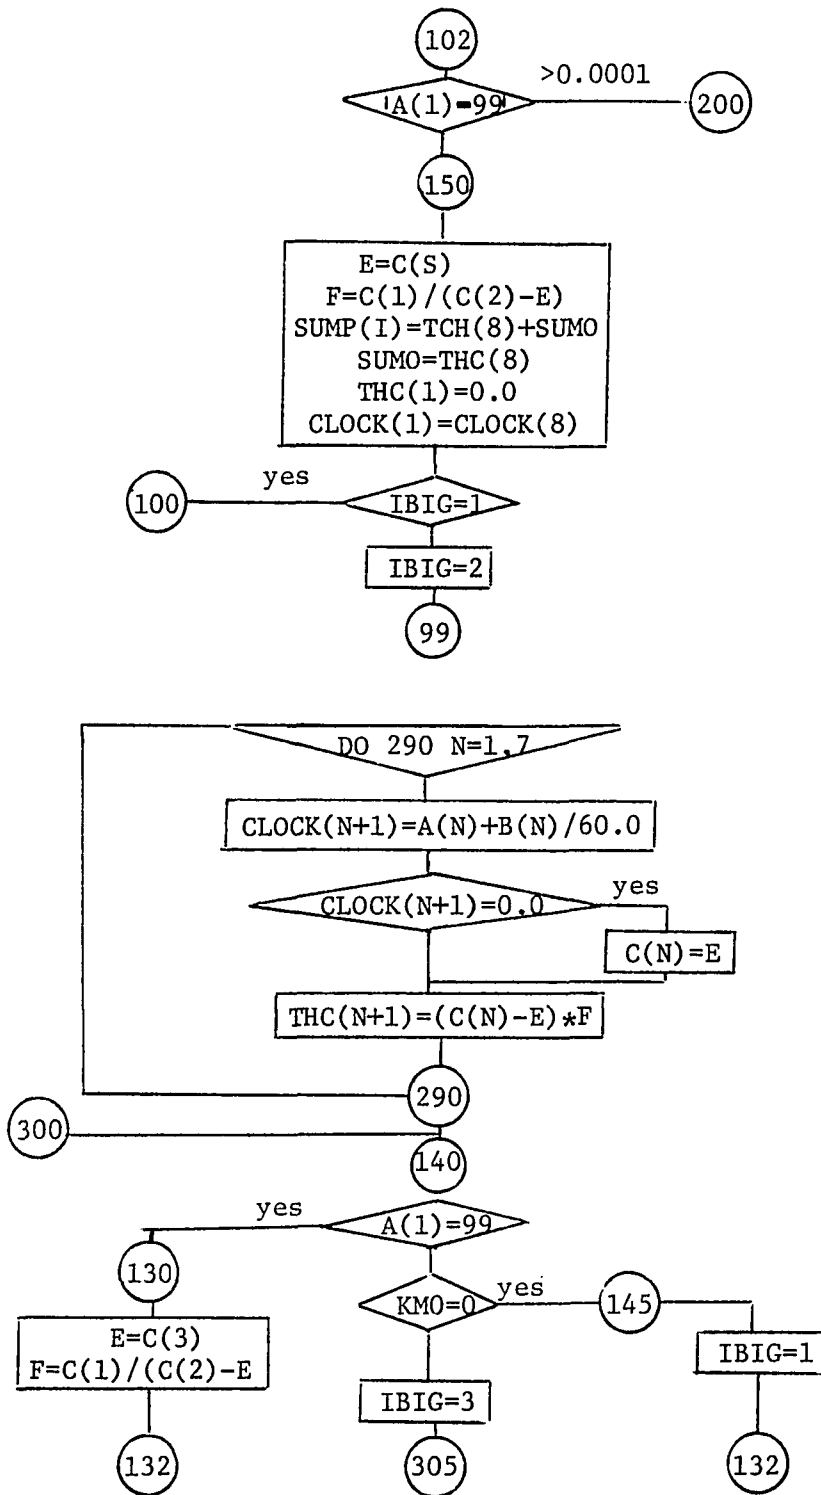 102
|A(1)-99|
>0.0001
200
150
E=C(S)
F=C(1)/(C(2)-E)
SUMP(I)=TCH(8)+SUMO
SUMO=THC(8)
THC(1)=0.0
CLOCK(1)=CLOCK(8)
yes
100
IBIG=1
IBIG=2
99
DO 290 N=1,7
CLOCK(N+1)=A(N)+B(N)/60.0
CLOCK(N+1)=0.0
yes
C(N)=E
THC(N+1)=(C(N)-E)*F
290
300
140
yes
A(1)=99
130
KMO=0
yes
145
E=C(3)
F=C(1)/(C(2)-E
IBIG=3
IBIG=1
132
305
132